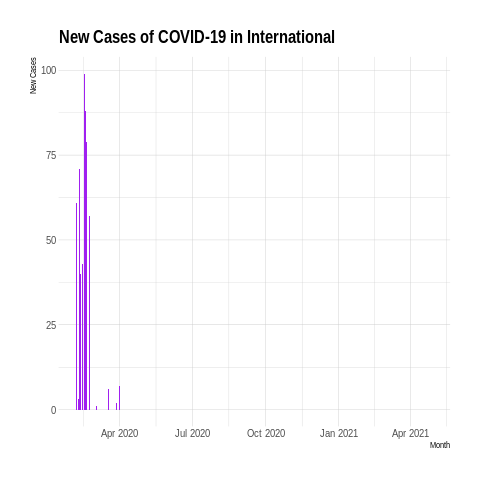 New Cases of COVID-19 in International
New Cases
100
75
50
25
0
Apr 2020 Jul 2020 Oct 2020 Jan 2021 Apr 2021
Month